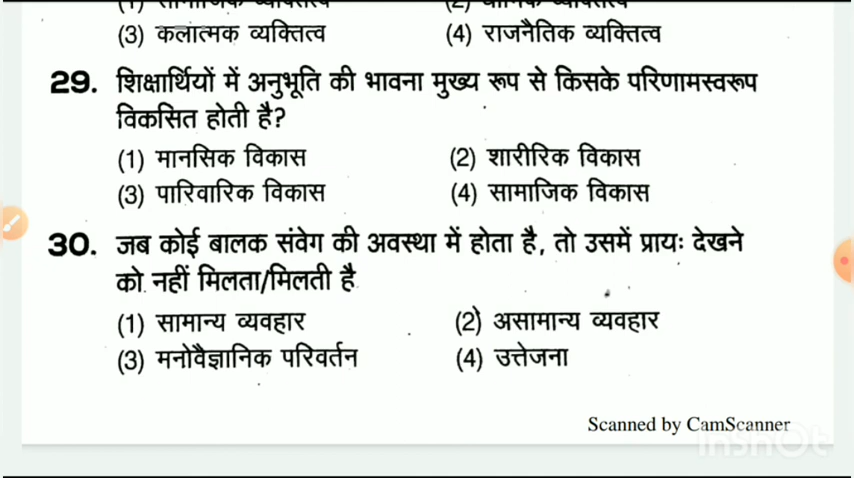 (3) कलात्मक व्यक्तित्व (4) राजनैतिक व्यक्तित्व
29. शिक्षार्थियों में अनुभूति की भावना मुख्य रूप से किसके परिणामस्वरूप
विकसित होती है?
(1) मानसिक विकास (2) शारीरिक विकास
(3) पारिवारिक विकास (4) सामाजिक विकास
30. जब कोई बालक संवेग की अवस्था में होता है, तो उसमें प्रायः देखने
को नहीं मिलता/मिलती है
(1) सामान्य व्यवहार (2) असामान्य व्यवहार
(3) मनोवैज्ञानिक परिवर्तन (4) उत्तेजना
Scanned by CamScanner
InShOt